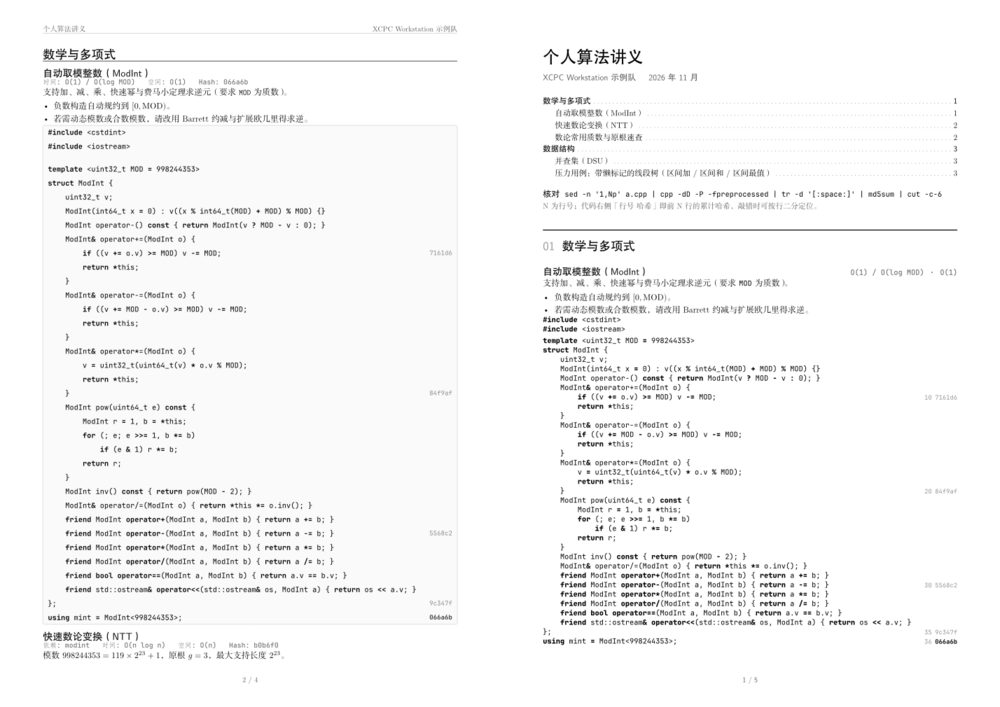 个人算法讲义 XCPC Workstation 示例队
数学与多项式
自动取模整数（ModInt）
时间: O(1) / O(log MOD) 空间: O(1) Hash: 066a6b
支持加、减、乘、快速幂与费马小定理求逆元（要求 MOD 为质数）。
• 负数构造自动规约到 [0, MOD)。
• 若需动态模数或合数模数，请改用 Barrett 约减与扩展欧几里得求逆。
#include <cstdint>
#include <iostream>
template <uint32_t MOD = 998244353>
struct ModInt {
uint32_t v;
ModInt(int64_t x = 0) : v((x % int64_t(MOD) + MOD) % MOD) {}
ModInt operator-() const { return ModInt(v ? MOD - v : 0); }
ModInt& operator+=(ModInt o) {
if ((v += o.v) >= MOD) v -= MOD; 7161d6
return *this;
}
ModInt& operator-=(ModInt o) {
if ((v += MOD - o.v) >= MOD) v -= MOD;
return *this;
}
ModInt& operator*=(ModInt o) {
v = uint32_t(uint64_t(v) * o.v % MOD);
return *this;
} 84f9af
ModInt pow(uint64_t e) const {
ModInt r = 1, b = *this;
for (; e; e >>= 1, b *= b)
if (e & 1) r *= b;
return r;
}
ModInt inv() const { return pow(MOD - 2); }
ModInt& operator/=(ModInt o) { return *this *= o.inv(); }
friend ModInt operator+(ModInt a, ModInt b) { return a += b; }
friend ModInt operator-(ModInt a, ModInt b) { return a -= b; } 5568c2
friend ModInt operator*(ModInt a, ModInt b) { return a *= b; }
friend ModInt operator/(ModInt a, ModInt b) { return a /= b; }
friend bool operator==(ModInt a, ModInt b) { return a.v == b.v; }
friend std::ostream& operator<<(std::ostream& os, ModInt a) { return os << a.v; }
}; 9c347f
using mint = ModInt<998244353>; 066a6b
快速数论变换（NTT）
依赖: modint 时间: O(n log n) 空间: O(n) Hash: b0b6f0
模数 998244353 = 119 × 2^23 + 1，原根 g = 3，最大支持长度 2^23。
2 / 4
个人算法讲义
XCPC Workstation 示例队 2026 年 11 月
数学与多项式 1
自动取模整数（ModInt） 1
快速数论变换（NTT） 2
数论常用质数与原根速查 2
数据结构 3
并查集（DSU） 3
压力用例：带懒标记的线段树（区间加 / 区间和 / 区间最值） 3
核对 sed -n '1,Np' a.cpp | cpp -dD -P -fpreprocessed | tr -d '[:space:]' | md5sum | cut -c-6
N 为行号；代码右侧「行号 哈希」即前 N 行的累计哈希，敲错时可按行二分定位。
01 数学与多项式
自动取模整数（ModInt） O(1) / O(log MOD) · O(1)
支持加、减、乘、快速幂与费马小定理求逆元（要求 MOD 为质数）。
• 负数构造自动规约到 [0, MOD)。
• 若需动态模数或合数模数，请改用 Barrett 约减与扩展欧几里得求逆。
#include <cstdint>
#include <iostream>
template <uint32_t MOD = 998244353>
struct ModInt {
uint32_t v;
ModInt(int64_t x = 0) : v((x % int64_t(MOD) + MOD) % MOD) {}
ModInt operator-() const { return ModInt(v ? MOD - v : 0); }
ModInt& operator+=(ModInt o) {
if ((v += o.v) >= MOD) v -= MOD; 10 7161d6
return *this;
}
ModInt& operator-=(ModInt o) {
if ((v += MOD - o.v) >= MOD) v -= MOD;
return *this;
}
ModInt& operator*=(ModInt o) {
v = uint32_t(uint64_t(v) * o.v % MOD);
return *this;
} 20 84f9af
ModInt pow(uint64_t e) const {
ModInt r = 1, b = *this;
for (; e; e >>= 1, b *= b)
if (e & 1) r *= b;
return r;
}
ModInt inv() const { return pow(MOD - 2); }
ModInt& operator/=(ModInt o) { return *this *= o.inv(); }
friend ModInt operator+(ModInt a, ModInt b) { return a += b; }
friend ModInt operator-(ModInt a, ModInt b) { return a -= b; } 30 5568c2
friend ModInt operator*(ModInt a, ModInt b) { return a *= b; }
friend ModInt operator/(ModInt a, ModInt b) { return a /= b; }
friend bool operator==(ModInt a, ModInt b) { return a.v == b.v; }
friend std::ostream& operator<<(std::ostream& os, ModInt a) { return os << a.v; }
}; 35 9c347f
using mint = ModInt<998244353>; 36 066a6b
1 / 5